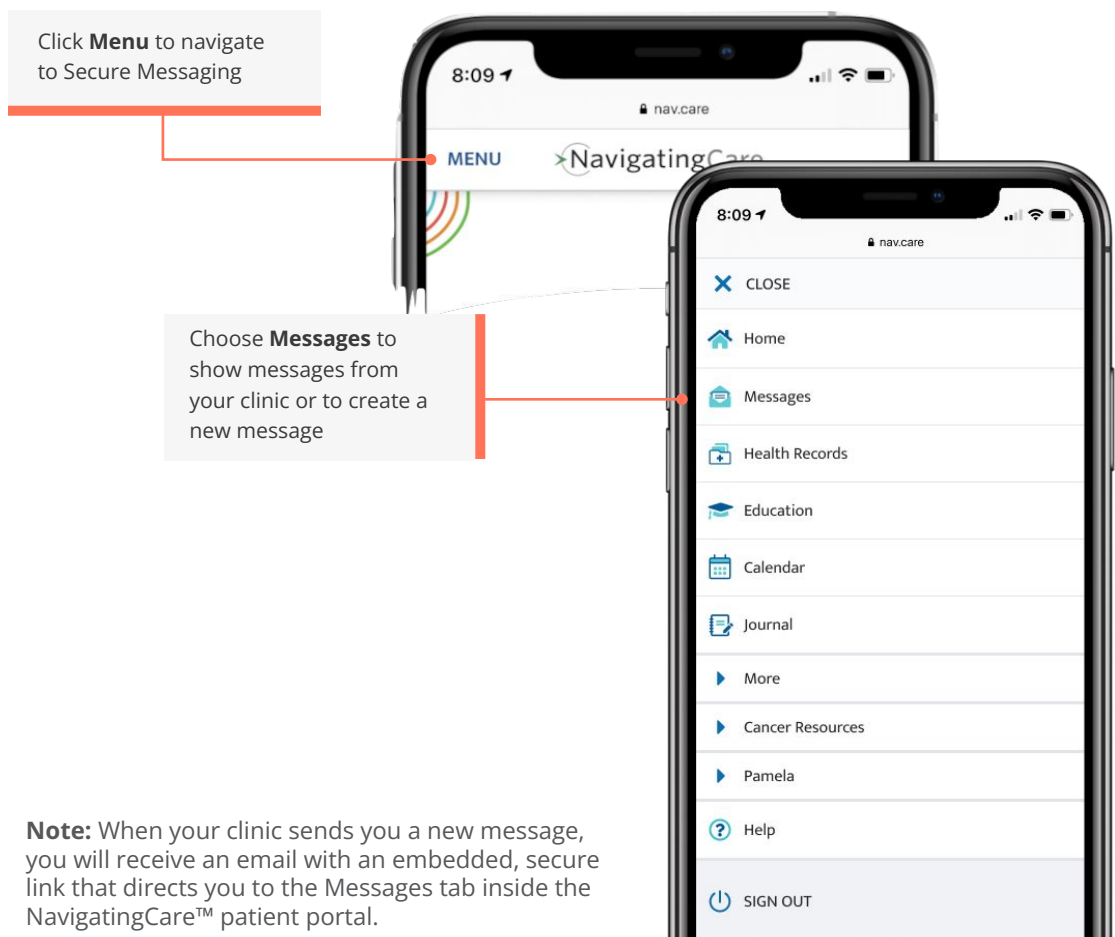 Click Menu to navigate
to Secure Messaging
8:09
nav.care
MENU
NavigatingCare
Choose Messages to
show messages from
your clinic or to create a
new message
8:09
nav.care
CLOSE
Home
Messages
Health Records
Education
Calendar
Journal
More
Cancer Resources
Pamela
Help
SIGN OUT
Note: When your clinic sends you a new message,
you will receive an email with an embedded, secure
link that directs you to the Messages tab inside the
NavigatingCare™ patient portal.